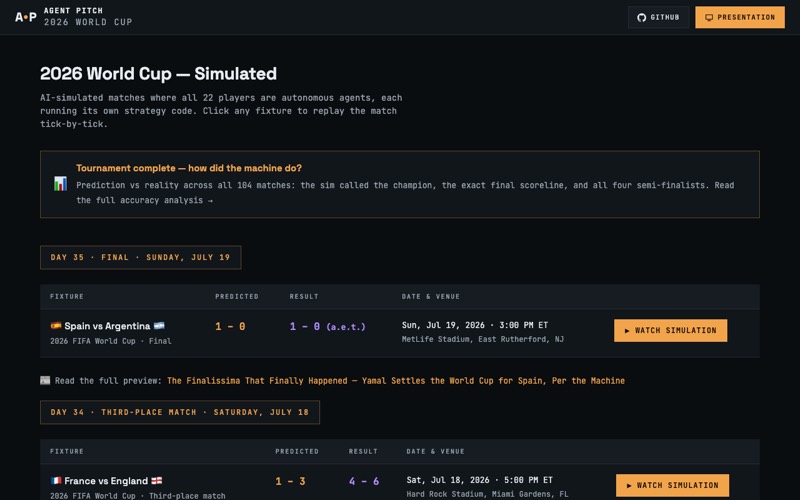 A•P
AGENT PITCH
2026 WORLD CUP
GITHUB
PRESENTATION
2026 World Cup — Simulated
AI-simulated matches where all 22 players are autonomous agents, each
running its own strategy code. Click any fixture to replay the match
tick-by-tick.
Tournament complete — how did the machine do?
Prediction vs reality across all 104 matches: the sim called the champion, the exact final scoreline, and all four semi-finalists. Read
the full accuracy analysis →
DAY 35 · FINAL · SUNDAY, JULY 19
FIXTURE PREDICTED RESULT DATE & VENUE
Spain vs Argentina 1 – 0 1 – 0 (a.e.t.) Sun, Jul 19, 2026 · 3:00 PM ET ▶ WATCH SIMULATION
2026 FIFA World Cup · Final MetLife Stadium, East Rutherford, NJ
Read the full preview: The Finalissima That Finally Happened — Yamal Settles the World Cup for Spain, Per the Machine
DAY 34 · THIRD-PLACE MATCH · SATURDAY, JULY 18
FIXTURE PREDICTED RESULT DATE & VENUE
France vs England 1 – 3 4 – 6 Sat, Jul 18, 2026 · 5:00 PM ET ▶ WATCH SIMULATION
2026 FIFA World Cup · Third-place match Hard Rock Stadium, Miami Gardens, FL